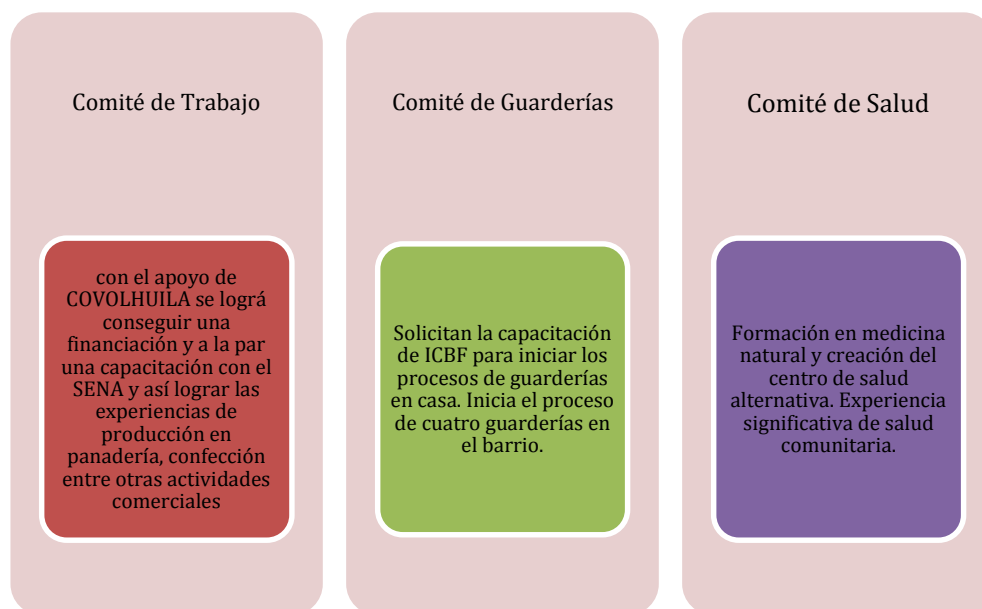 Comité de Trabajo
con el apoyo de
COVOLHUILA se lográ
conseguir una
financiación y a la par
una capacitación con el
SENA y así lograr las
experiencias de
producción en
panadería, confección
entre otras actividades
comerciales
Comité de Guarderías
Solicitan la capacitación
de ICBF para iniciar los
procesos de guarderías
en casa. Inicia el proceso
de cuatro guarderías en
el barrio.
Comité de Salud
Formación en medicina
natural y creación del
centro de salud
alternativa. Experiencia
significativa de salud
comunitaria.